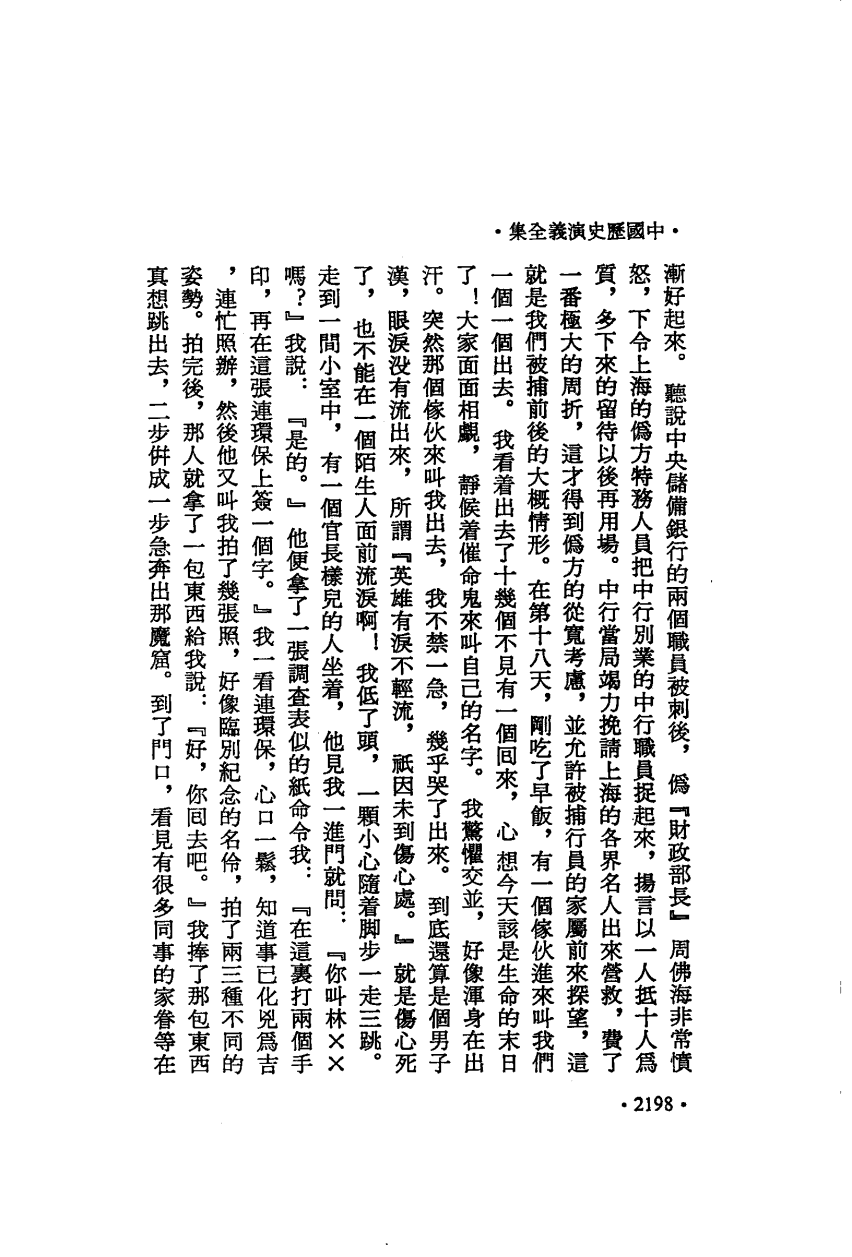 ·中國歷史演義全集·
漸好起來。聽說中央儲備銀行的兩個職員被刺後，僞『財政部長』周佛海非常憤
怒，下令上海的僞方特務人員把中行別業的中行職員捉起來，揚言以一人抵十人爲
質，多下來的留待以後再用場。中行當局竭力挽請上海的各界名人出來營救，費了
一番極大的周折，這才得到僞方的從寬考慮，並允許被捕行員的家屬前來探望，這
就是我們被捕前後的大概情形。在第十八天，剛吃了早飯，有一個傢伙進來叫我們
一個一個出去。我看着出去了十幾個不見有一個回來，心想今天該是生命的末日
了！大家面面相覷，靜候着催命鬼來叫自己的名字。我驚懼交並，好像渾身在出
汗。突然那個傢伙來叫我出去，我不禁一急，幾乎哭了出來。到底還算是個男子
漢，眼淚没有流出來，所謂『英雄有淚不輕流，祇因未到傷心處。』就是傷心死
了，也不能在一個陌生人面前流淚啊！我低了頭，一顆小心隨着脚步一走三跳。
走到一間小室中，有一個官長樣兒的人坐着，他見我一進門就問：『你叫林××
嗎？』我說：『是的。』他便拿了一張調查表似的紙命令我：『在這裏打兩個手
印，再在這張連環保上簽一個字。』我一看連環保，心口一鬆，知道事已化兇爲吉
，連忙照辦，然後他又叫我拍了幾張照，好像臨別紀念的名伶，拍了兩三種不同的
姿勢。拍完後，那人就拿了一包東西給我說：『好，你回去吧。』我捧了那包東西
真想跳出去，二步倂成一步急奔出那魔窟。到了門口，看見有很多同事的家眷等在
·2198·